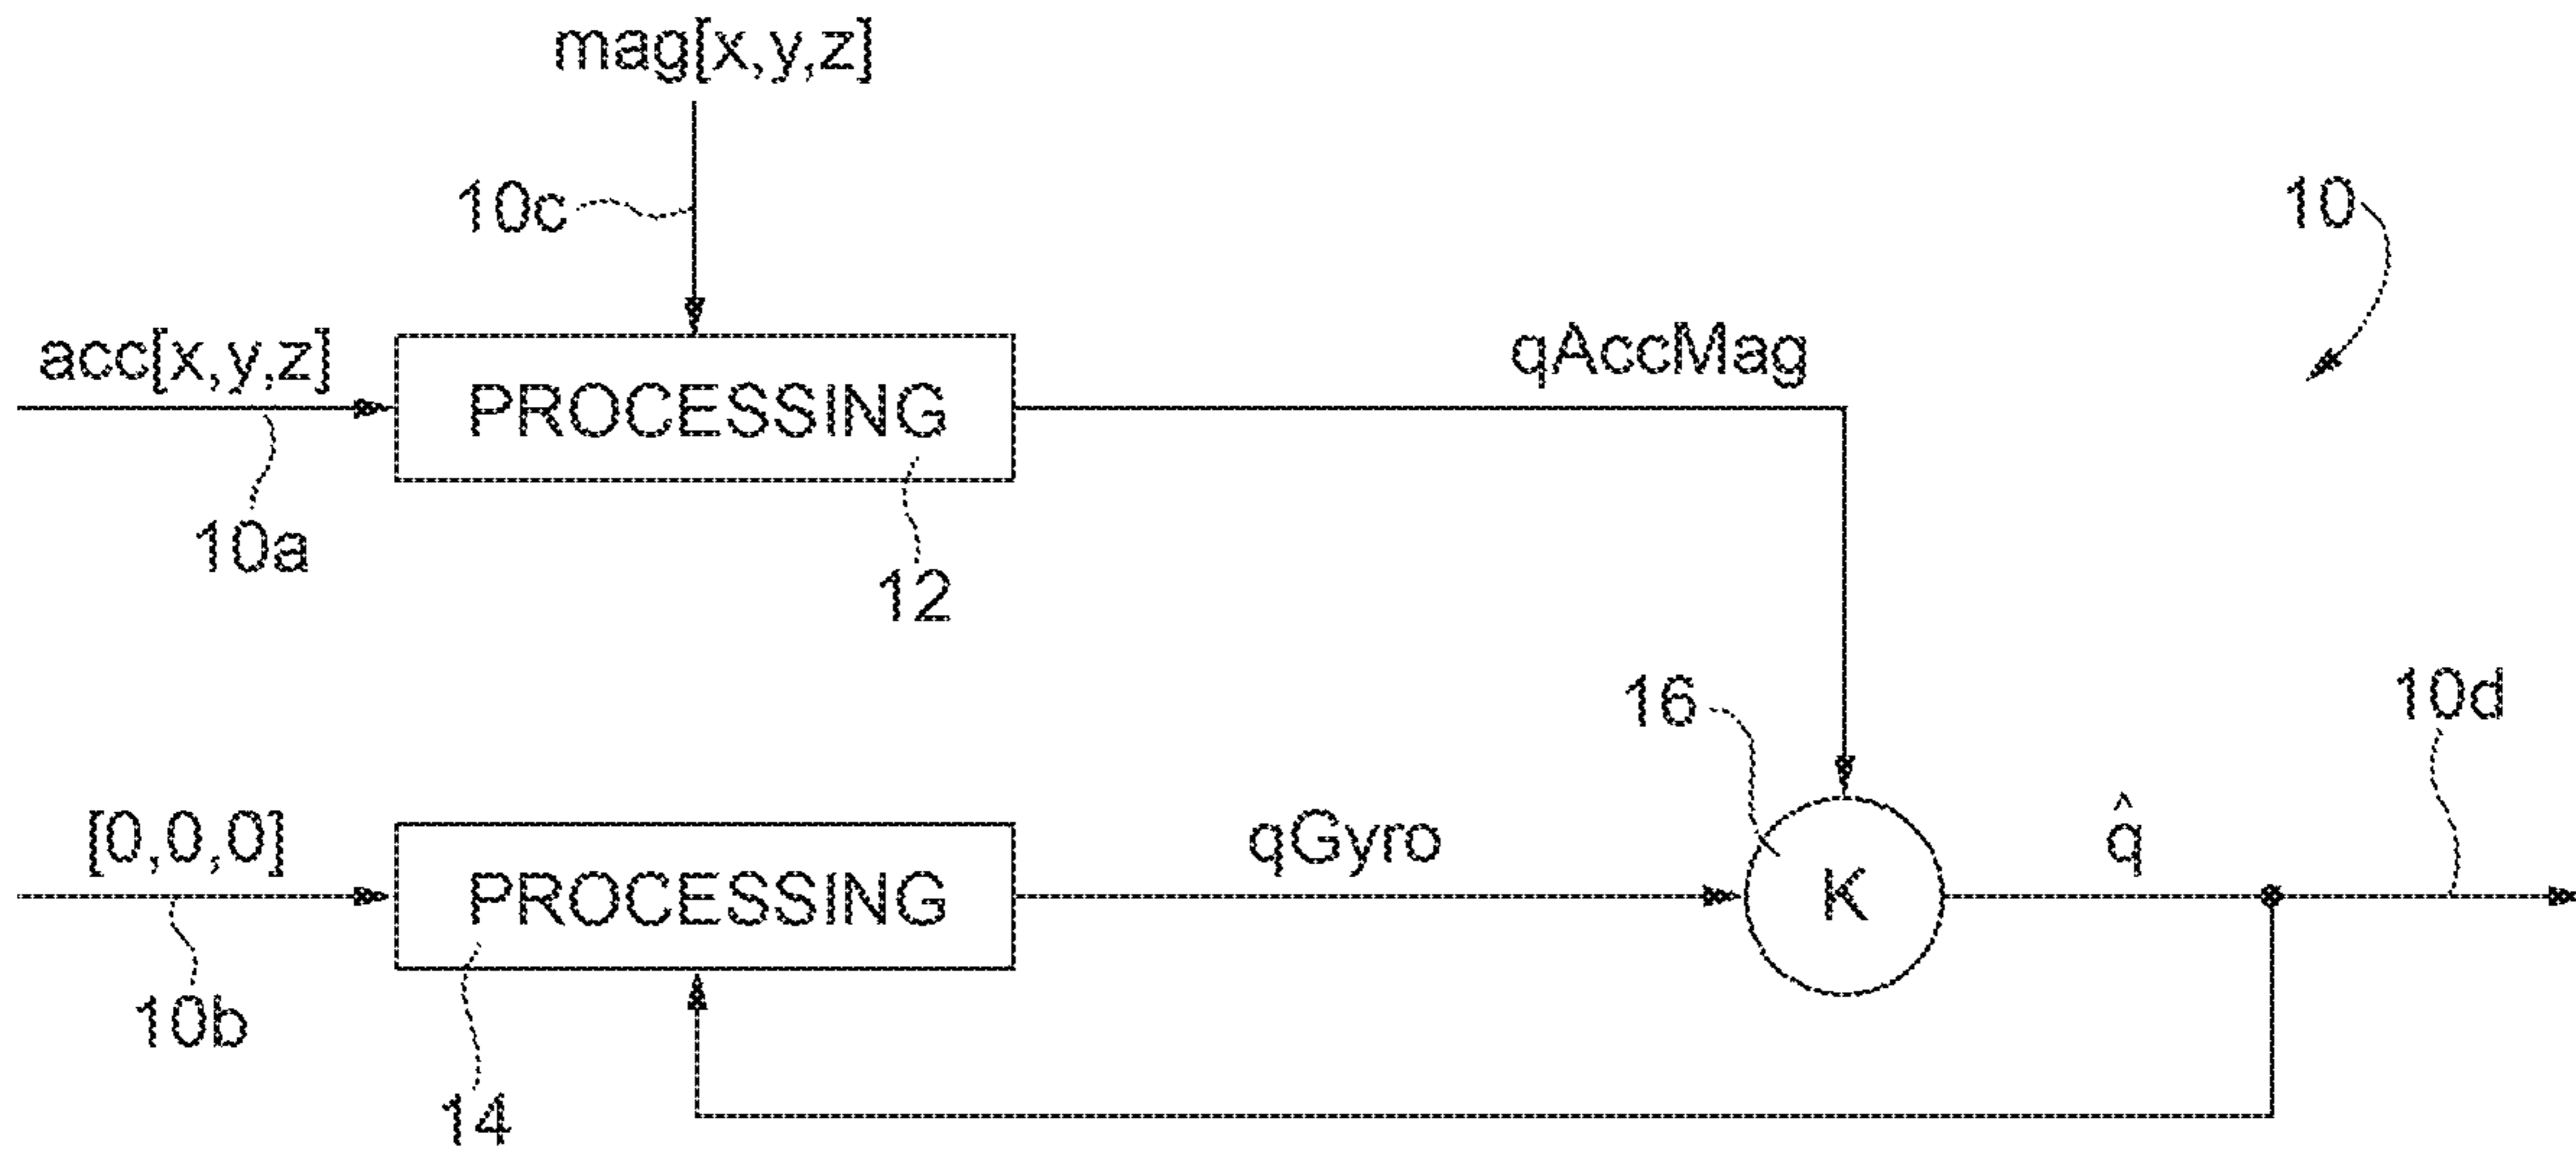 mag[x,y,z]
10c
10
acc[x,y,z]
PROCESSING
qAccMag
10a
12
16
10d
[0,0,0]
PROCESSING
qGyro
K
q̂
10b
14